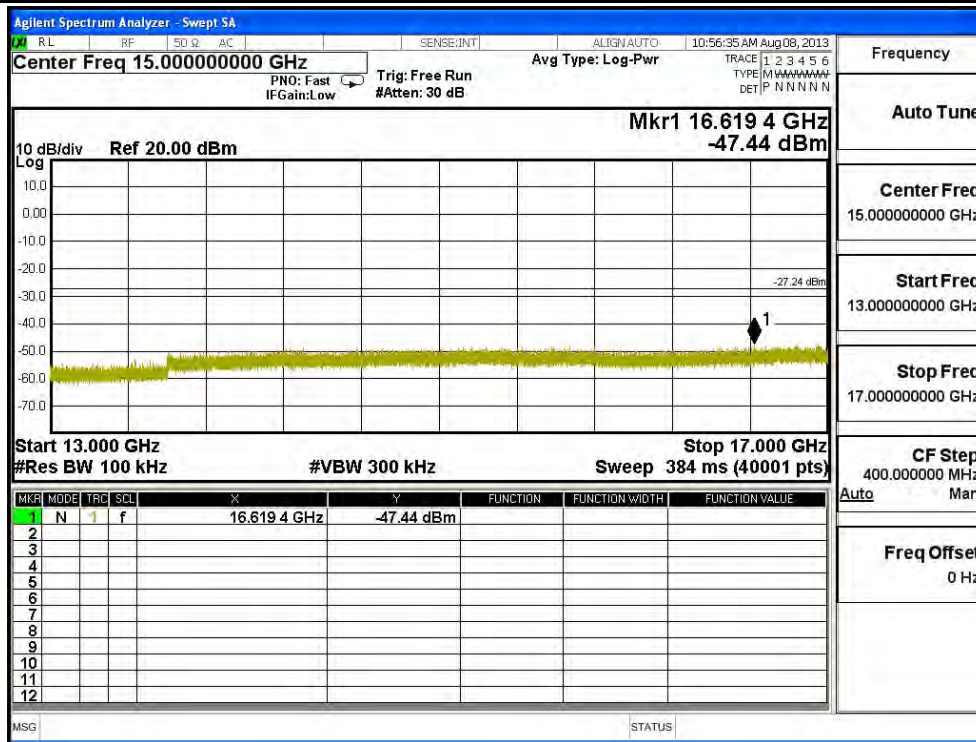 Agilent Spectrum Analyzer - Swept SA
RL RF 50 Ω AC SENSE:INT ALIGNAUTO 10:56:35 AM Aug 08, 2013
Center Freq 15.000000000 GHz
PNO: Fast
IFGain:Low
Trig: Free Run
#Atten: 30 dB
Avg Type: Log-Pwr
TRACE 1 2 3 4 5 6
TYPE M WWWWW
DET P N N N N N
Mkr1 16.619 4 GHz
-47.44 dBm
10 dB/div Ref 20.00 dBm
Log
10.0
0.00
-10.0
-20.0
-27.24 dBm
-30.0
-40.0
1
-50.0
-60.0
-70.0
Start 13.000 GHz Stop 17.000 GHz
#Res BW 100 kHz #VBW 300 kHz Sweep 384 ms (40001 pts)
MKR MODE TRC SCL X Y FUNCTION FUNCTION WIDTH FUNCTION VALUE
1 N 1 f 16.619 4 GHz -47.44 dBm
2
3
4
5
6
7
8
9
10
11
12
MSG STATUS
Frequency
Auto Tune
Center Freq
15.000000000 GHz
Start Freq
13.000000000 GHz
Stop Freq
17.000000000 GHz
CF Step
400.000000 MHz
Auto Man
Freq Offset
0 Hz